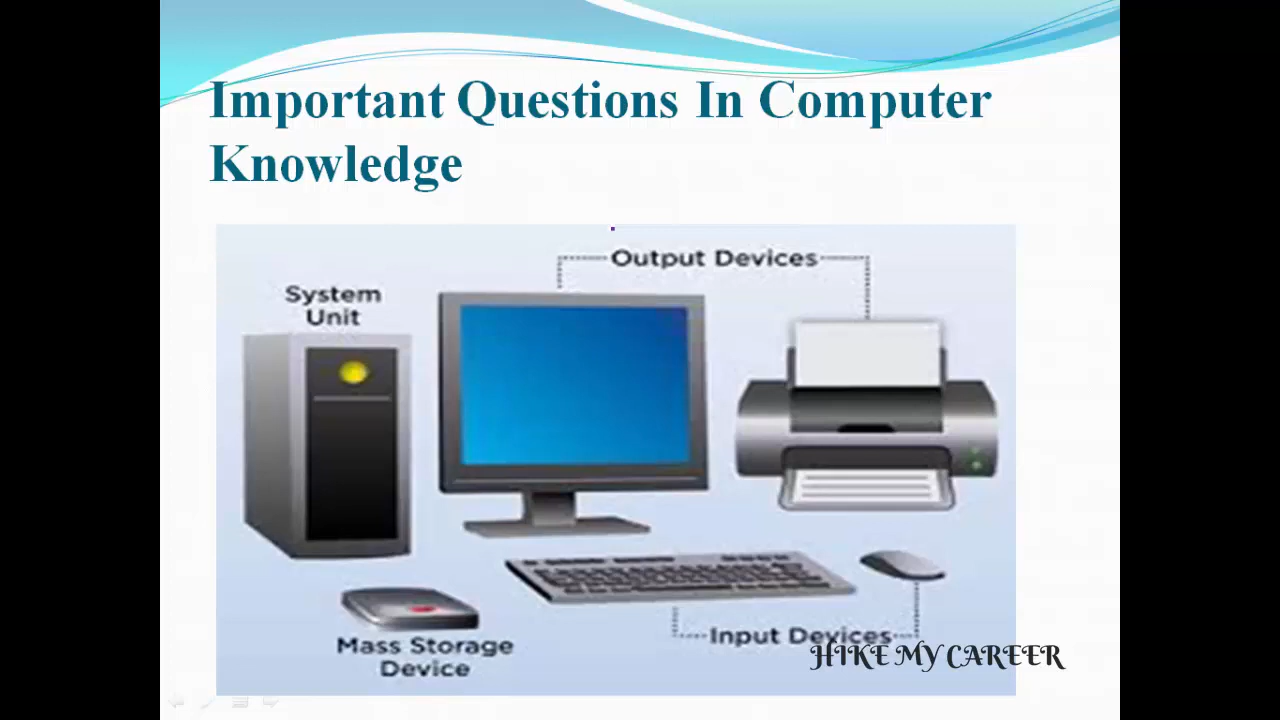 Important Questions In Computer
Knowledge
Output Devices
System
Unit
Input Devices
Mass Storage
Device
HIKE MY CAREER